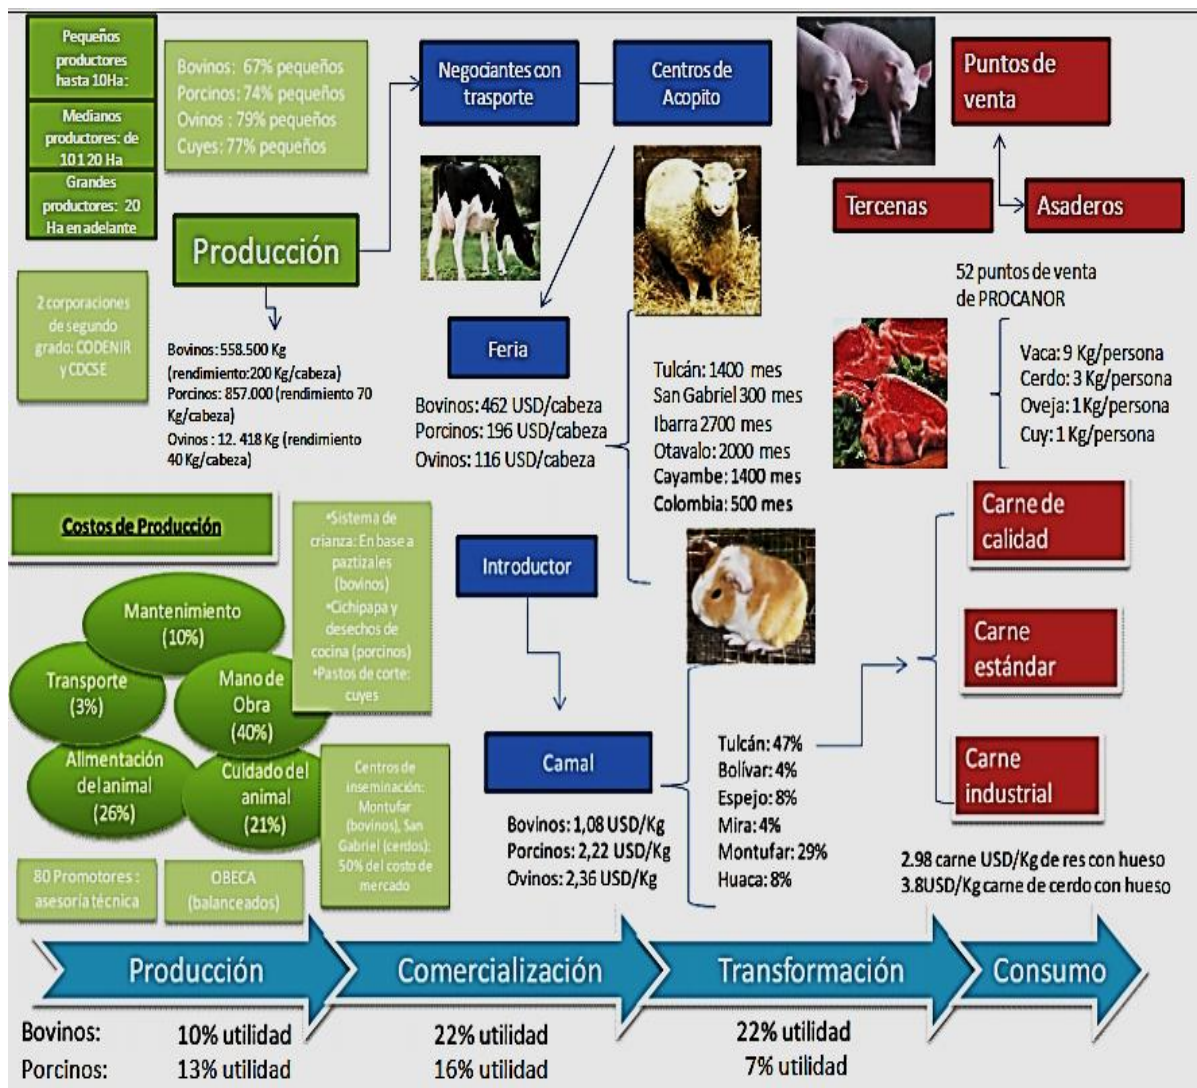 Pequeños
productores
hasta 10Ha:
Medianos
productores: de
10 1 20 Ha
Grandes
productores: 20
Ha en adelante
Bovinos: 67% pequeños
Porcinos: 74% pequeños
Ovinos : 79% pequeños
Cuyes: 77% pequeños
Negociantes con
trasporte
Centros de
Acopito
Puntos de
venta
Tercenas
Asaderos
Producción
2 corporaciones
de segundo
grado: CODENIR
y CDCSE
Bovinos: 558.500 Kg
(rendimiento:200 Kg/cabeza)
Porcinos: 857.000 (rendimiento 70
Kg/cabeza)
Ovinos : 12. 418 Kg (rendimiento
40 Kg/cabeza)
Feria
Bovinos: 462 USD/cabeza
Porcinos: 196 USD/cabeza
Ovinos: 116 USD/cabeza
Tulcán: 1400 mes
San Gabriel 300 mes
Ibarra 2700 mes
Otavalo: 2000 mes
Cayambe: 1400 mes
Colombia: 500 mes
52 puntos de venta
de PROCANOR
Vaca: 9 Kg/persona
Cerdo: 3 Kg/persona
Oveja: 1Kg/persona
Cuy: 1 Kg/persona
Costos de Producción
Mantenimiento
(10%)
Transporte
(3%)
Mano de
Obra
(40%)
Alimentación
del animal
(26%)
Cuidado del
animal
(21%)
•Sistema de
crianza: En base a
paztizales
(bovinos)
•Cichipapa y
desechos de
cocina (porcinos)
•Pastos de corte:
cuyes
Centros de
inseminación:
Montufar
(bovinos), San
Gabriel (cerdos):
50% del costo de
mercado
80 Promotores :
asesoría técnica
OBECA
(balanceados)
Introductor
Camal
Bovinos: 1,08 USD/Kg
Porcinos: 2,22 USD/Kg
Ovinos: 2,36 USD/Kg
Tulcán: 47%
Bolívar: 4%
Espejo: 8%
Mira: 4%
Montufar: 29%
Huaca: 8%
Carne de
calidad
Carne
estándar
Carne
industrial
2.98 carne USD/Kg de res con hueso
3.8USD/Kg carne de cerdo con hueso
Producción
Comercialización
Transformación
Consumo
Bovinos: 10% utilidad 22% utilidad 22% utilidad
Porcinos: 13% utilidad 16% utilidad 7% utilidad